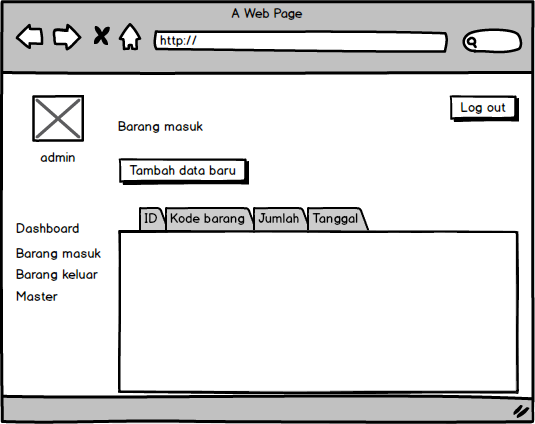 A Web Page
http://
Log out
Barang masuk
admin
Tambah data baru
ID Kode barang Jumlah Tanggal
Dashboard
Barang masuk
Barang keluar
Master